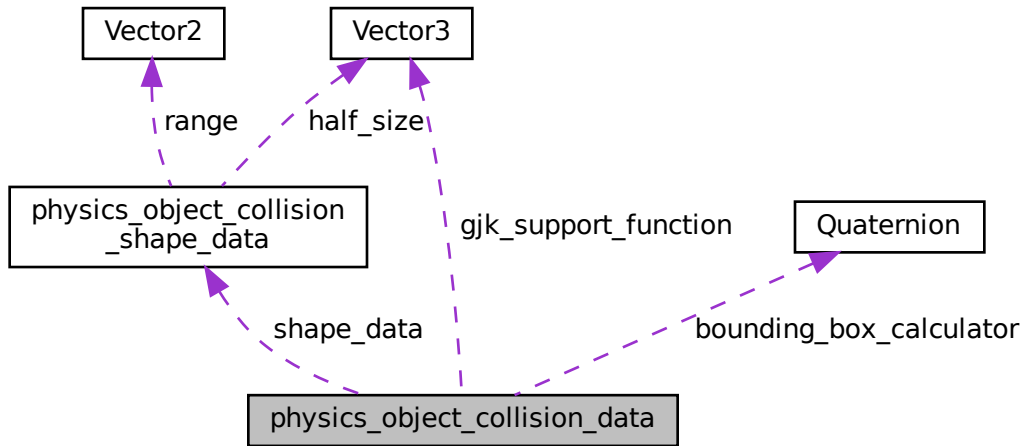 Vector2
Vector3
range
half_size
physics_object_collision
_shape_data
gjk_support_function
Quaternion
shape_data
bounding_box_calculator
physics_object_collision_data